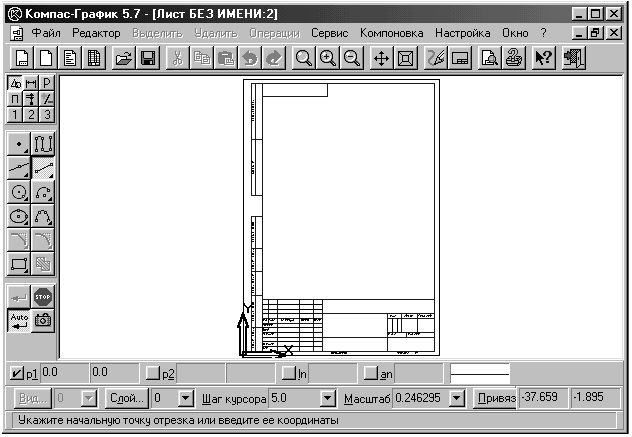 Компас-График 5.7 - [Лист БЕЗ ИМЕНИ:2]
Файл Редактор Выделить Удалить Операции Сервис Компоновка Настройка Окно ?
P
П
1 2 3
STOP
Auto
Y
X
p1 0.0 0.0 p2 ln an
Вид... 0 Слой... 0 Шаг курсора 5.0 Масштаб 0.246295 Привяз -37.659 -1.895
Укажите начальную точку отрезка или введите ее координаты